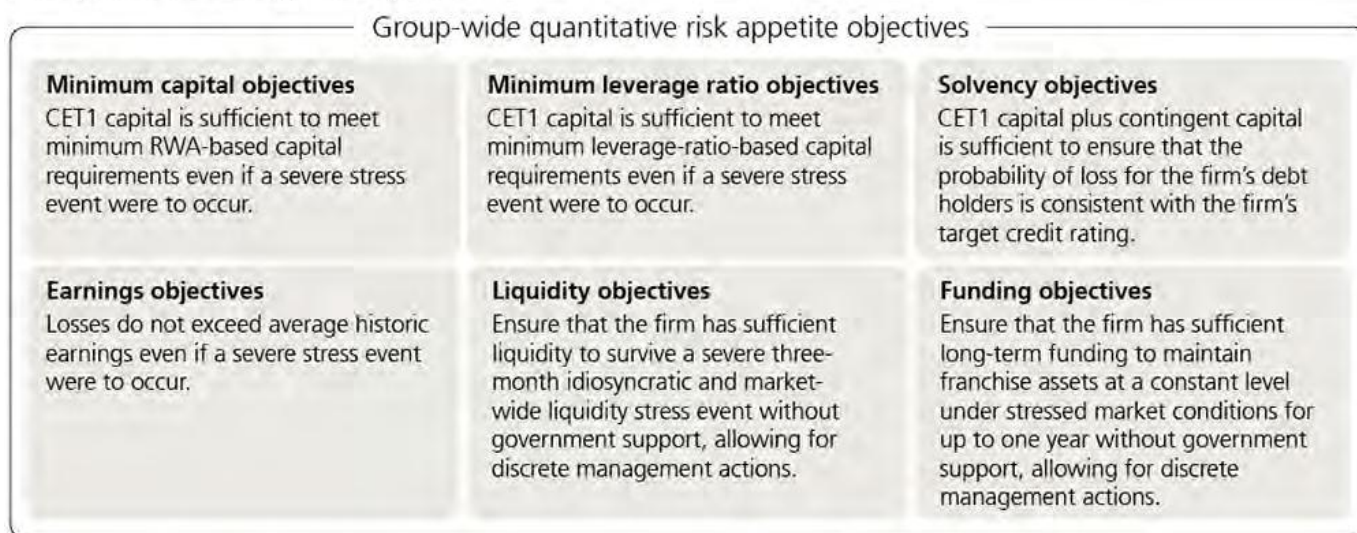 Group-wide quantitative risk appetite objectives
Minimum capital objectives
CET1 capital is sufficient to meet
minimum RWA-based capital
requirements even if a severe stress
event were to occur.
Minimum leverage ratio objectives
CET1 capital is sufficient to meet
minimum leverage-ratio-based capital
requirements even if a severe stress
event were to occur.
Solvency objectives
CET1 capital plus contingent capital
is sufficient to ensure that the
probability of loss for the firm's debt
holders is consistent with the firm's
target credit rating.
Earnings objectives
Losses do not exceed average historic
earnings even if a severe stress event
were to occur.
Liquidity objectives
Ensure that the firm has sufficient
liquidity to survive a severe three-
month idiosyncratic and market-
wide liquidity stress event without
government support, allowing for
discrete management actions.
Funding objectives
Ensure that the firm has sufficient
long-term funding to maintain
franchise assets at a constant level
under stressed market conditions for
up to one year without government
support, allowing for discrete
management actions.